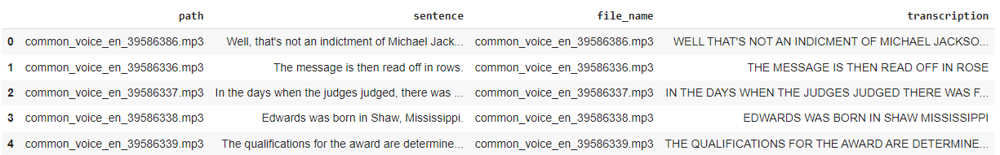 path sentence file_name transcription
0 common_voice_en_39586386.mp3 Well, that's not an indictment of Michael Jack... common_voice_en_39586386.mp3 WELL THAT'S NOT AN INDICMENT OF MICHAEL JACKSO...
1 common_voice_en_39586336.mp3 The message is then read off in rows. common_voice_en_39586336.mp3 THE MESSAGE IS THEN READ OFF IN ROSE
2 common_voice_en_39586337.mp3 In the days when the judges judged, there was ... common_voice_en_39586337.mp3 IN THE DAYS WHEN THE JUDGES JUDGED THERE WAS F...
3 common_voice_en_39586338.mp3 Edwards was born in Shaw, Mississippi. common_voice_en_39586338.mp3 EDWARDS WAS BORN IN SHAW MISSISSIPPI
4 common_voice_en_39586339.mp3 The qualifications for the award are determine... common_voice_en_39586339.mp3 THE QUALIFICATIONS FOR THE AWARD ARE DETERMINE...